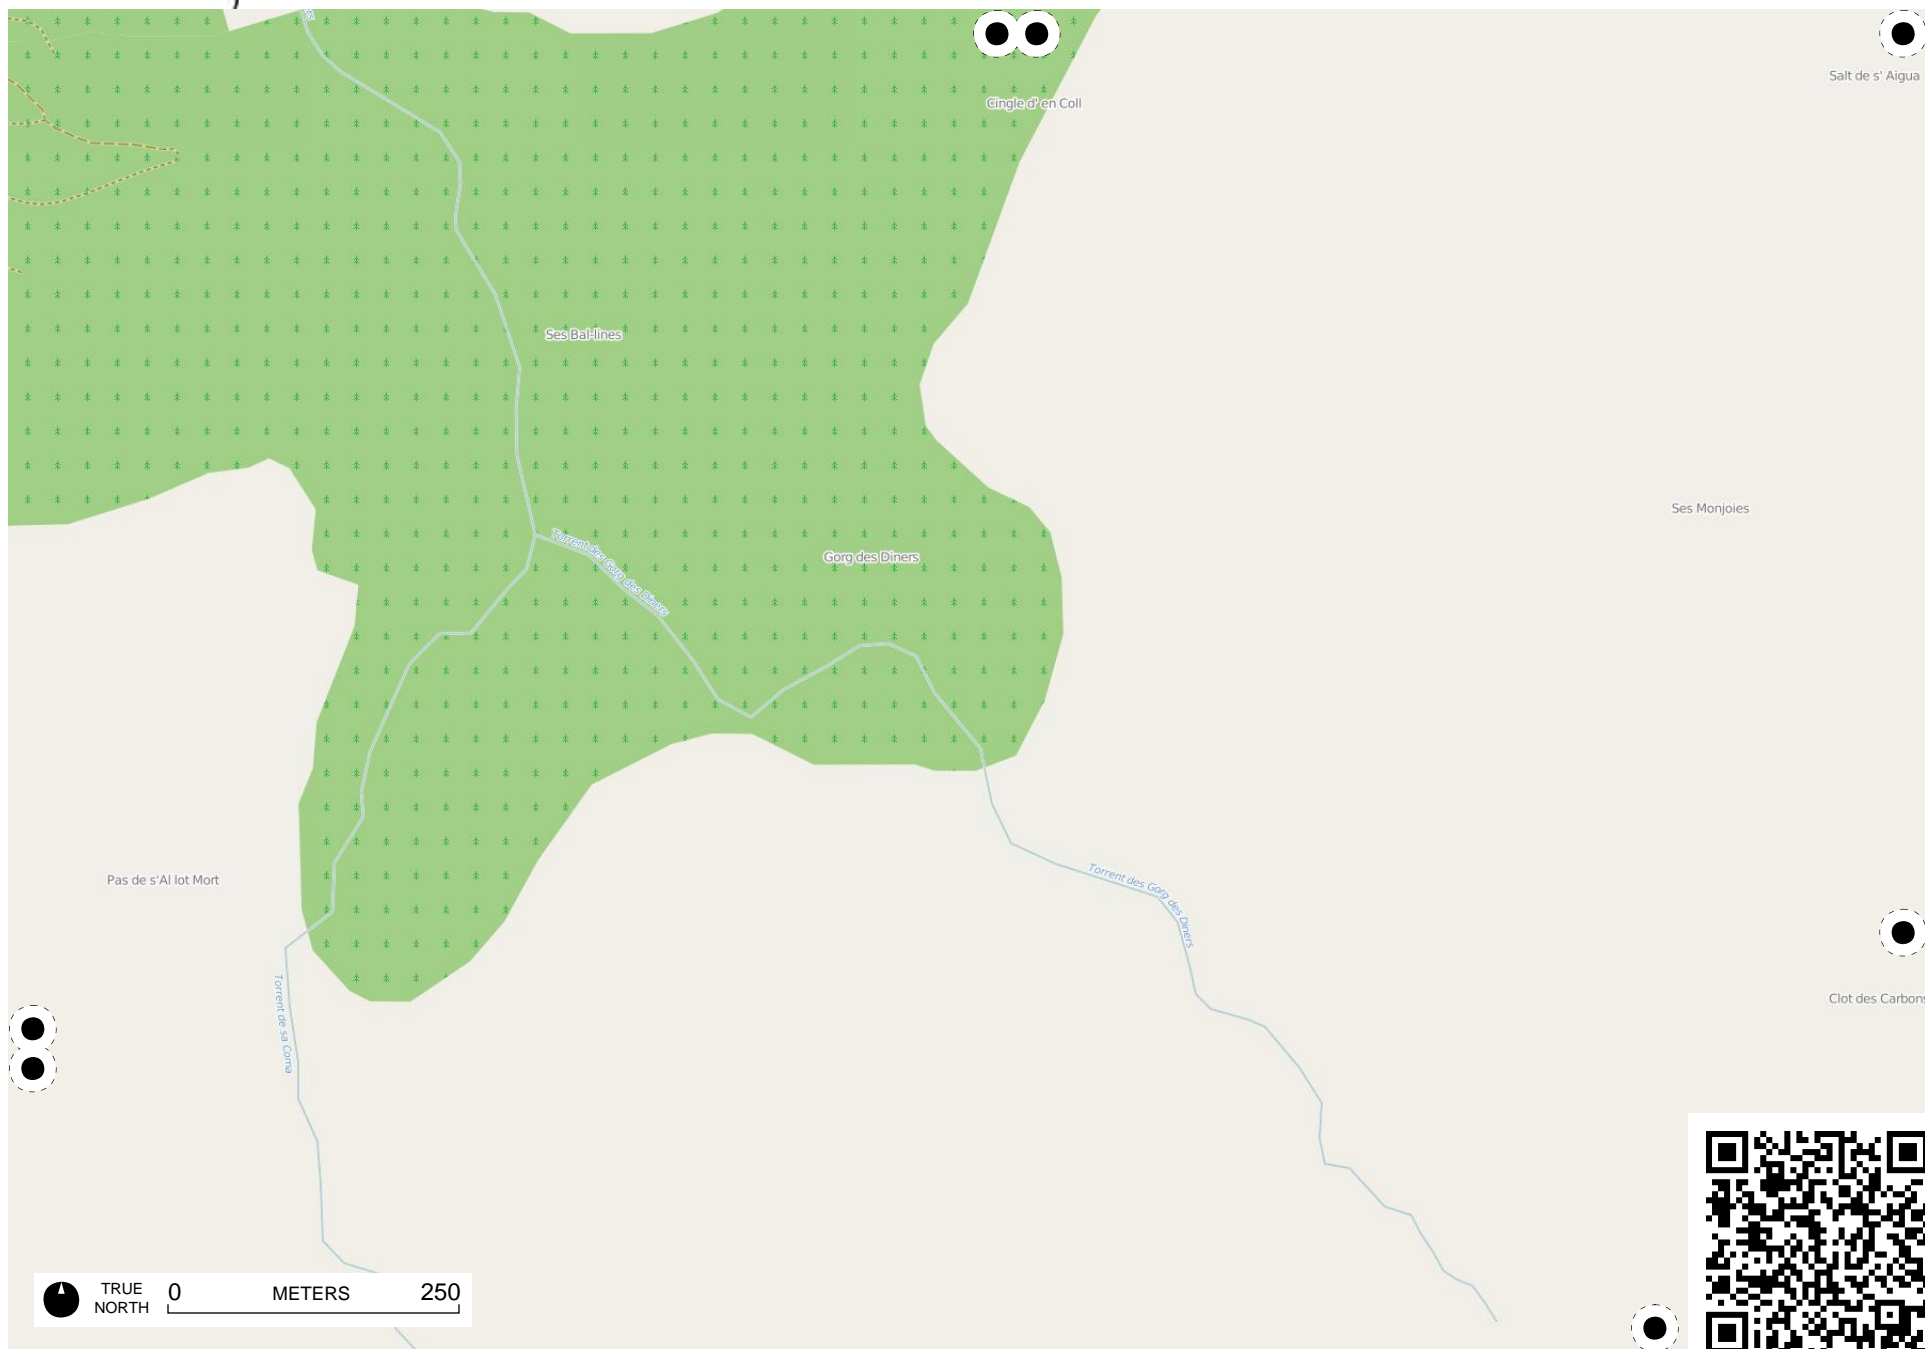 Salt de s' Aigua
Cingle d' en Coll
Ses Bal·lines
Ses Monjoies
Torrent des Gorg des Diners
Gorg des Diners
Torrent des Gorg des Diners
Pas de s'Al lot Mort
Torrent de sa Coma
Clot des Carbons
TRUE NORTH
0 METERS 250